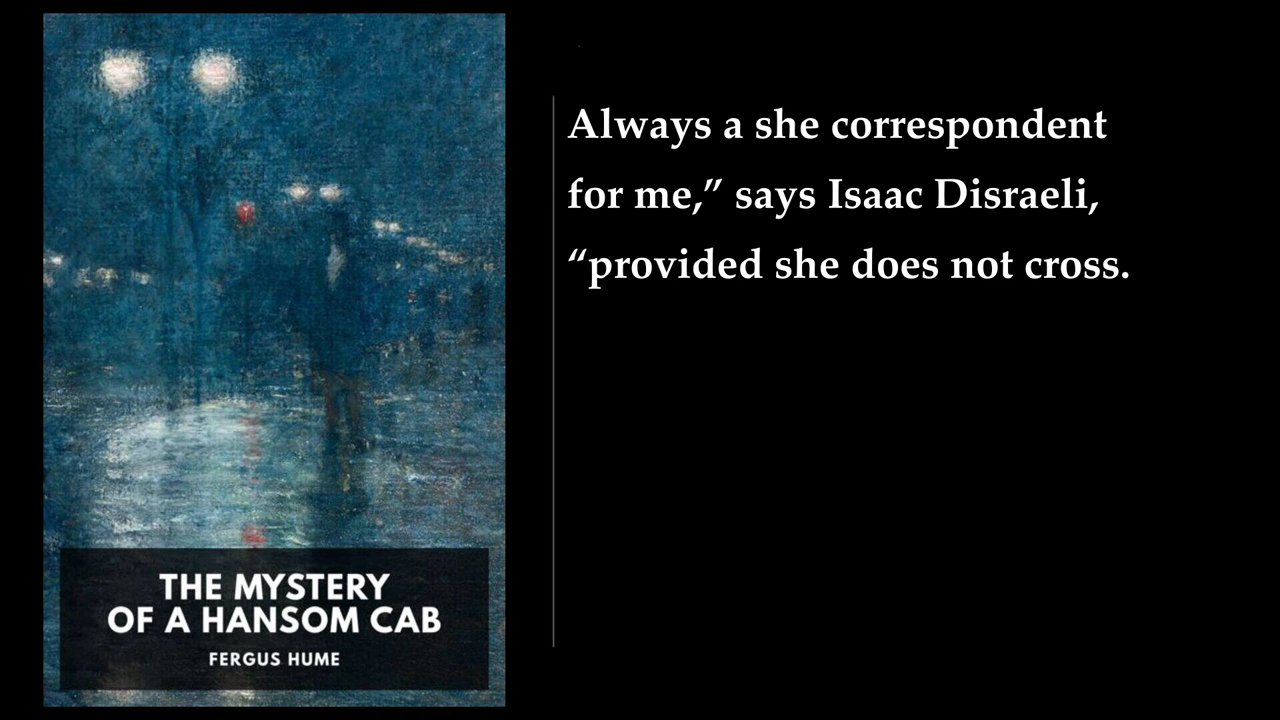 Always a she correspondent
for me,” says Isaac Disraeli,
“provided she does not cross.
THE MYSTERY
OF A HANSOM CAB
FERGUS HUME